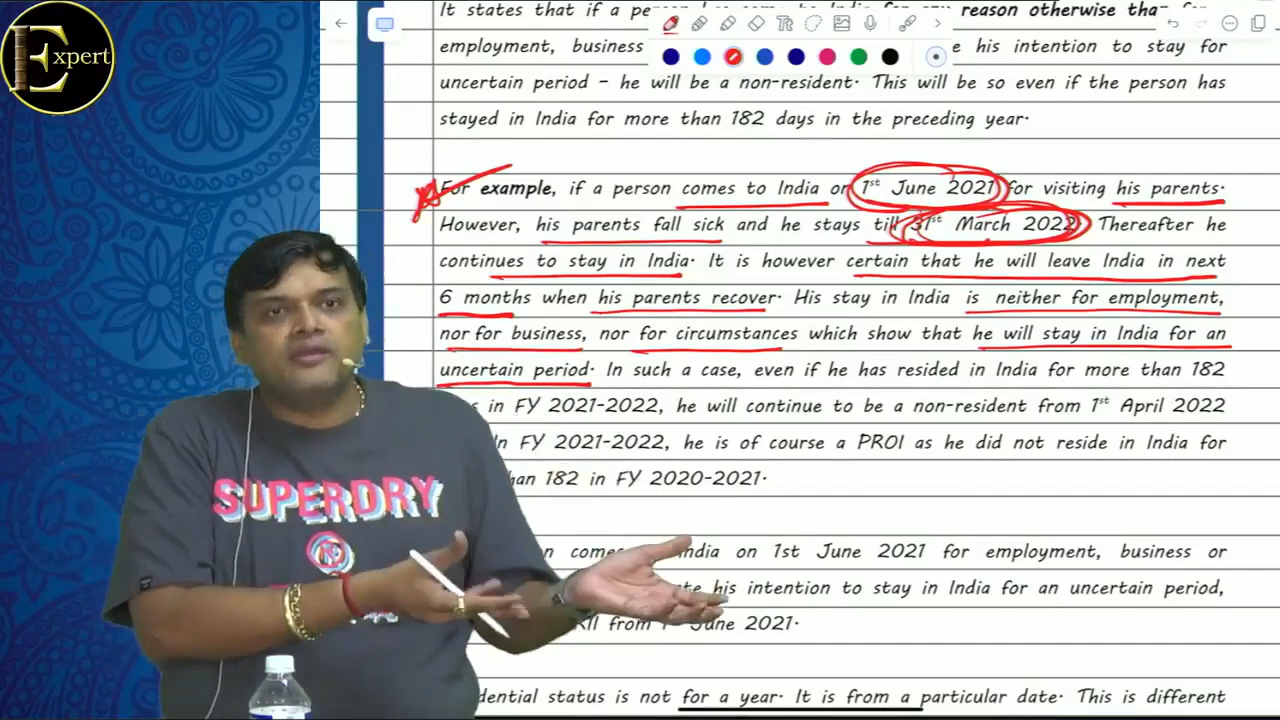 Expert
It states that if a
reason otherwise than
employment, business his intention to stay for
uncertain period – he will be a non-resident. This will be so even if the person has
stayed in India for more than 182 days in the preceding year.
For example, if a person comes to India on 1st June 2021 for visiting his parents.
However, his parents fall sick and he stays till 31st March 2022. Thereafter he
continues to stay in India. It is however certain that he will leave India in next
6 months when his parents recover. His stay in India is neither for employment,
nor for business, nor for circumstances which show that he will stay in India for an
uncertain period. In such a case, even if he has resided in India for more than 182
in FY 2021-2022, he will continue to be a non-resident from 1st April 2022
In FY 2021-2022, he is of course a PROI as he did not reside in India for
than 182 in FY 2020-2021.
comes India on 1st June 2021 for employment, business or
his intention to stay in India for an uncertain period,
from 1st June 2021.
status is not for a year. It is from a particular date. This is different
SUPERDRY